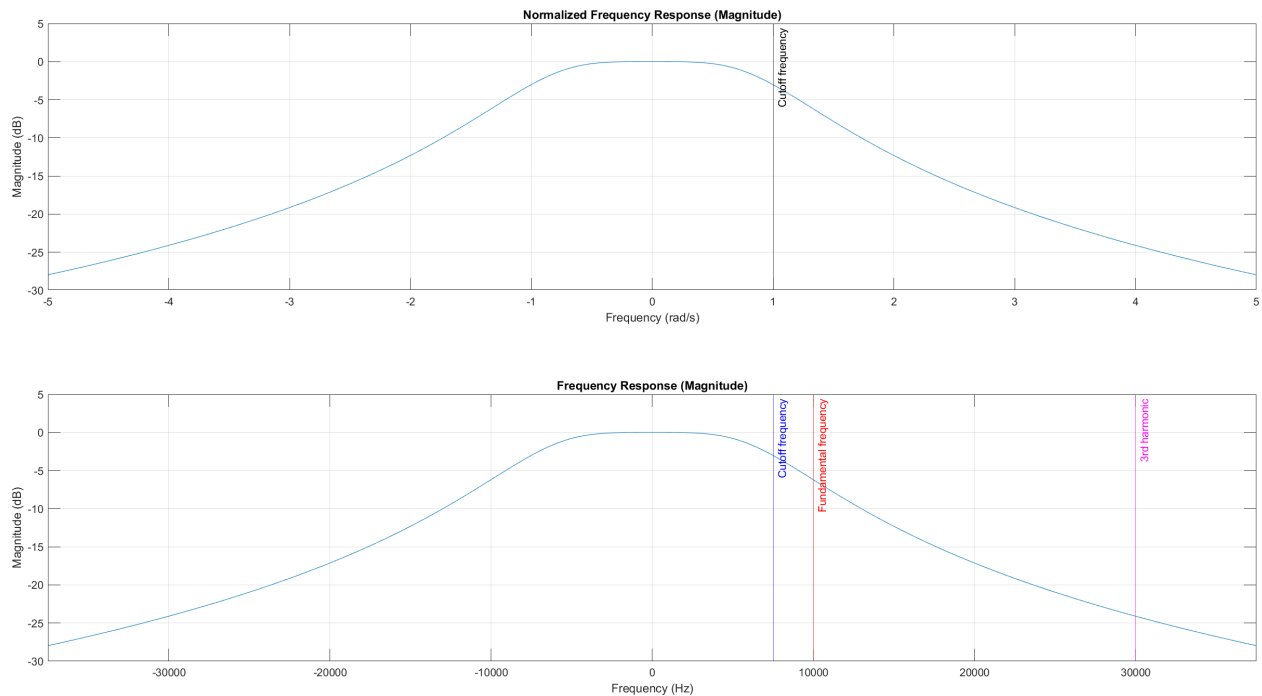 Normalized Frequency Response (Magnitude)
Magnitude (dB)
5
0
-5
-10
-15
-20
-25
-30
Cutoff frequency
-5 -4 -3 -2 -1 0 1 2 3 4 5
Frequency (rad/s)
Frequency Response (Magnitude)
Magnitude (dB)
5
0
-5
-10
-15
-20
-25
-30
Cutoff frequency
Fundamental frequency
3rd harmonic
-30000 -20000 -10000 0 10000 20000 30000
Frequency (Hz)